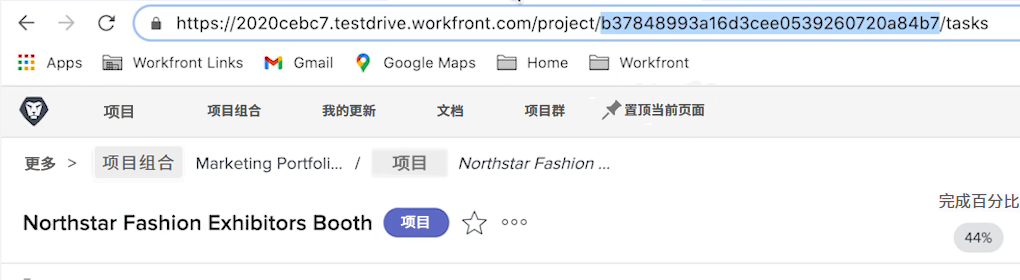 https://2020cebc7.testdrive.workfront.com/project/b37848993a16d3cee0539260720a84b7/tasks
Apps Workfront Links Gmail Google Maps Home Workfront
项目 项目组合 我的更新 文档 项目群 置顶当前页面
更多 > 项目组合 Marketing Portfoli... / 项目 Northstar Fashion ...
完成百分比
Northstar Fashion Exhibitors Booth 项目
44%